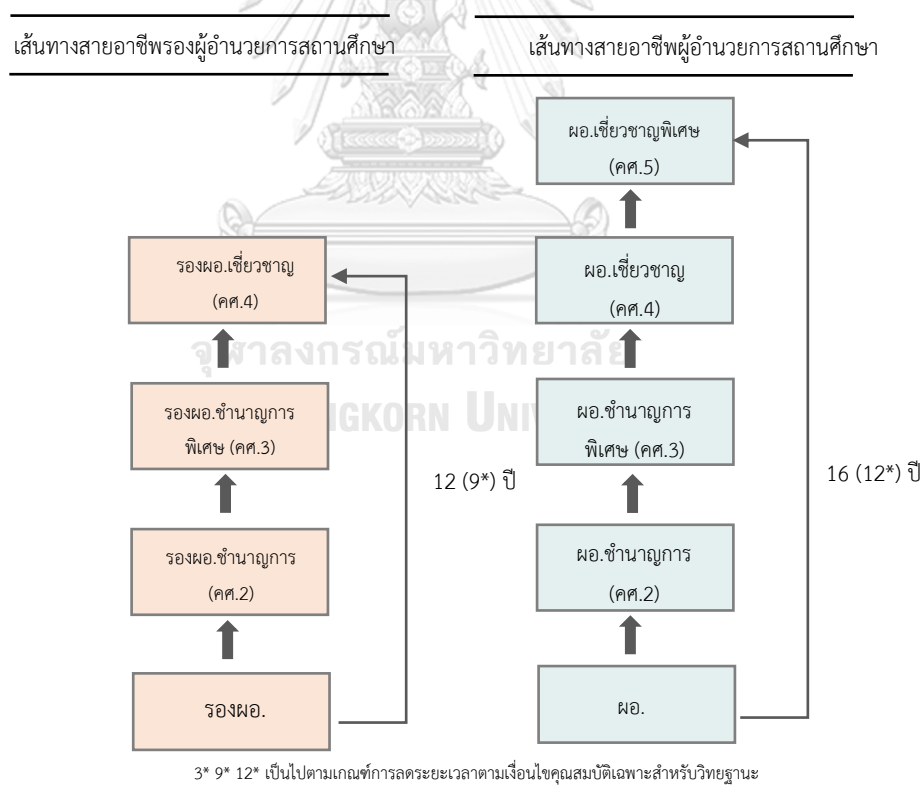 เส้นทางสายอาชีพรองผู้อำนวยการสถานศึกษา
เส้นทางสายอาชีพผู้อำนวยการสถานศึกษา
ผอ.เชี่ยวชาญพิเศษ
(คศ.5)
รองผอ.เชี่ยวชาญ
(คศ.4)
ผอ.เชี่ยวชาญ
(คศ.4)
จุฬาลงกรณ์มหาวิทยาลัย
รองผอ.ชำนาญการ
พิเศษ (คศ.3)
ผอ.ชำนาญการ
พิเศษ (คศ.3)
12 (9*) ปี
16 (12*) ปี
รองผอ.ชำนาญการ
(คศ.2)
ผอ.ชำนาญการ
(คศ.2)
รองผอ.
ผอ.
3* 9* 12* เป็นไปตามเกณฑ์การลดระยะเวลาตามเงื่อนไขคุณสมบัติเฉพาะสำหรับวิทยฐานะ